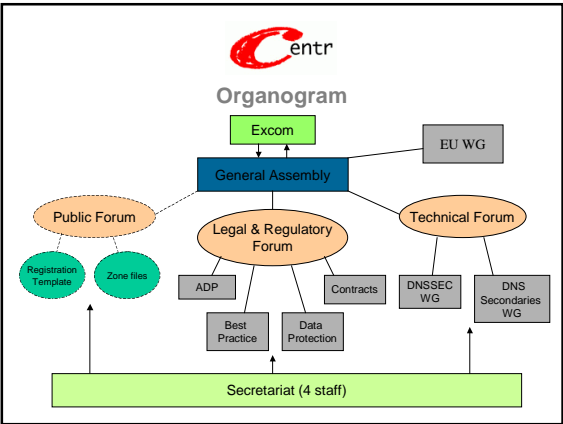 Centr
Organogram
Excom
EU WG
General Assembly
Public Forum
Legal & Regulatory
Forum
Technical Forum
Registration
Template
Zone files
ADP
Best
Practice
Data
Protection
Contracts
DNSSEC
WG
DNS
Secondaries
WG
Secretariat (4 staff)